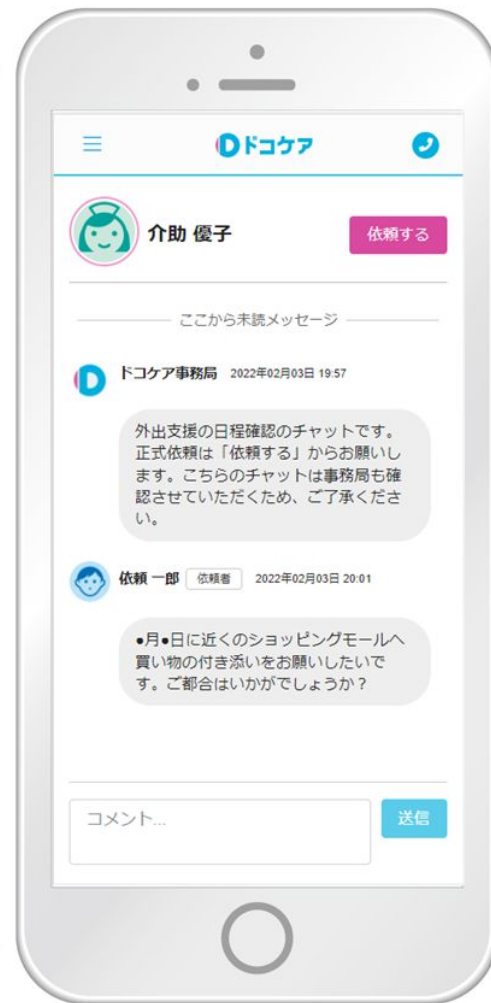 ドコケア
介助 優子
依頼する
ここから未読メッセージ
ドコケア事務局 2022年02月03日 19:57
外出支援の日程確認のチャットです。
正式依頼は「依頼する」からお願いし
ます。こちらのチャットは事務局も確
認させていただくため、ご了承くださ
い。
依頼 一郎 依頼者 2022年02月03日 20:01
●月●日に近くのショッピングモールへ
買い物の付き添いをお願いしたいで
す。ご都合はいかがでしょうか？
コメント...
送信